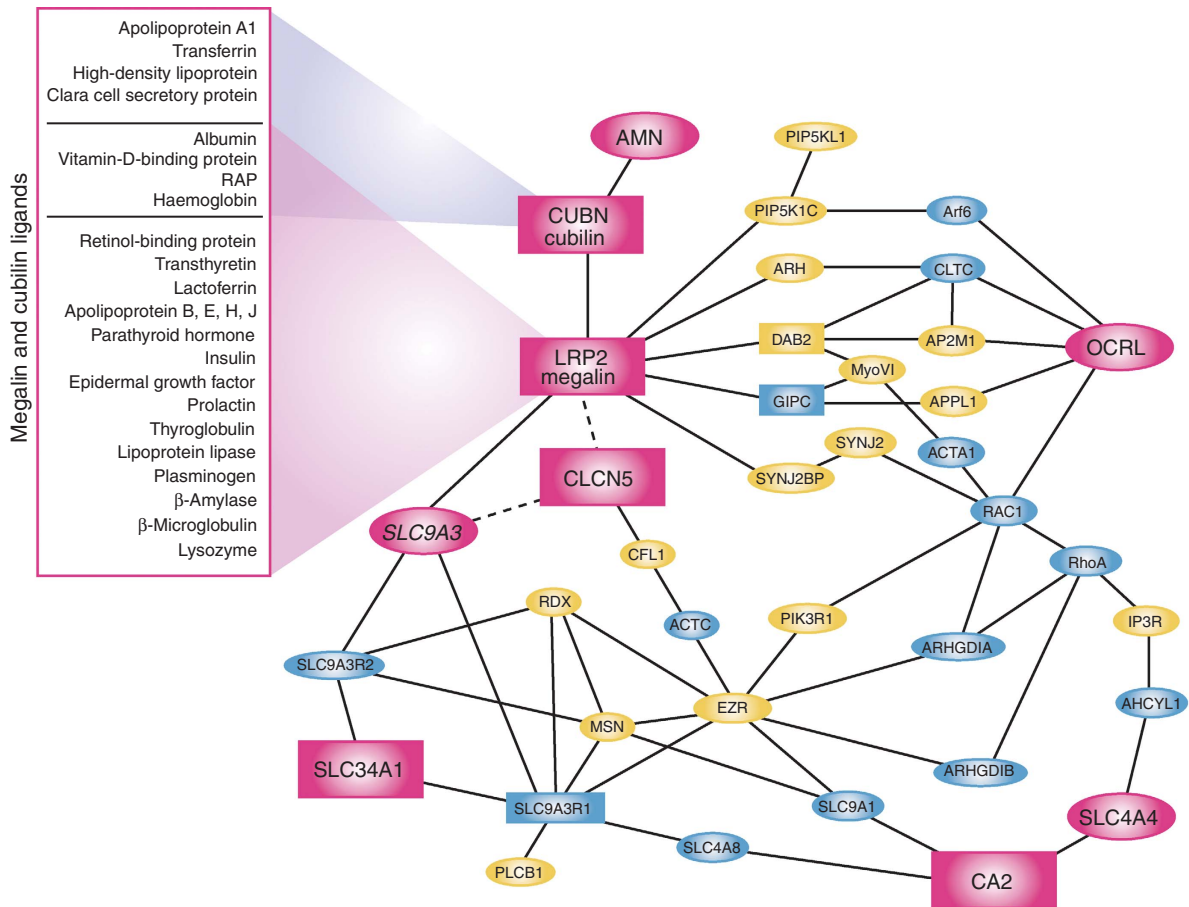 Megalin and cubilin ligands
Apolipoprotein A1
Transferrin
High-density lipoprotein
Clara cell secretory protein
Albumin
Vitamin-D-binding protein
RAP
Haemoglobin
Retinol-binding protein
Transthyretin
Lactoferrin
Apolipoprotein B, E, H, J
Parathyroid hormone
Insulin
Epidermal growth factor
Prolactin
Thyroglobulin
Lipoprotein lipase
Plasminogen
β-Amylase
β-Microglobulin
Lysozyme
AMN
PIP5KL1
CUBN
cubilin
PIP5K1C
Arf6
ARH
CLTC
LRP2
megalin
DAB2
AP2M1
OCRL
MyoVI
GIPC
APPL1
SYNJ2
ACTA1
CLCN5
SYNJ2BP
SLC9A3
RAC1
CFL1
RhoA
RDX
ACTC
PIK3R1
IP3R
ARHGDIA
SLC9A3R2
EZR
AHCYL1
MSN
SLC34A1
ARHGDIB
SLC9A3R1
SLC9A1
SLC4A4
SLC4A8
PLCB1
CA2